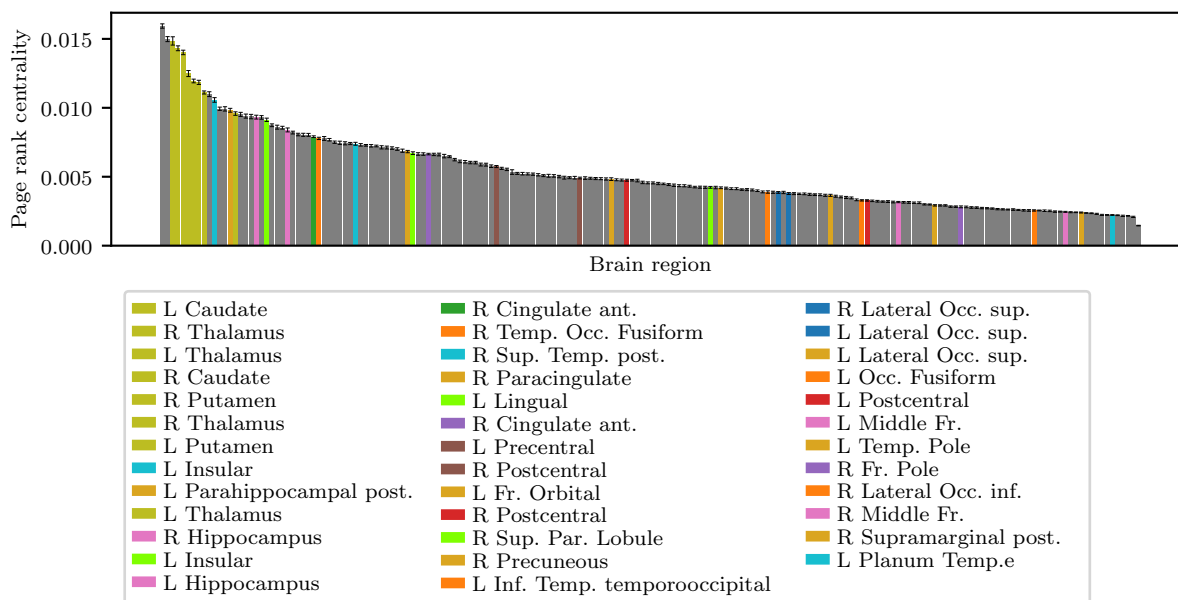 Page rank centrality
0.015
0.010
0.005
0.000
Brain region
L Caudate
R Thalamus
L Thalamus
R Caudate
R Putamen
R Thalamus
L Putamen
L Insular
L Parahippocampal post.
L Thalamus
R Hippocampus
L Insular
L Hippocampus
R Cingulate ant.
R Temp. Occ. Fusiform
R Sup. Temp. post.
R Paracingulate
L Lingual
R Cingulate ant.
L Precentral
R Postcentral
L Fr. Orbital
R Postcentral
R Sup. Par. Lobule
R Precuneous
L Inf. Temp. temporooccipital
R Lateral Occ. sup.
L Lateral Occ. sup.
L Lateral Occ. sup.
L Occ. Fusiform
L Postcentral
L Middle Fr.
L Temp. Pole
R Fr. Pole
R Lateral Occ. inf.
R Middle Fr.
R Supramarginal post.
L Planum Temp.e